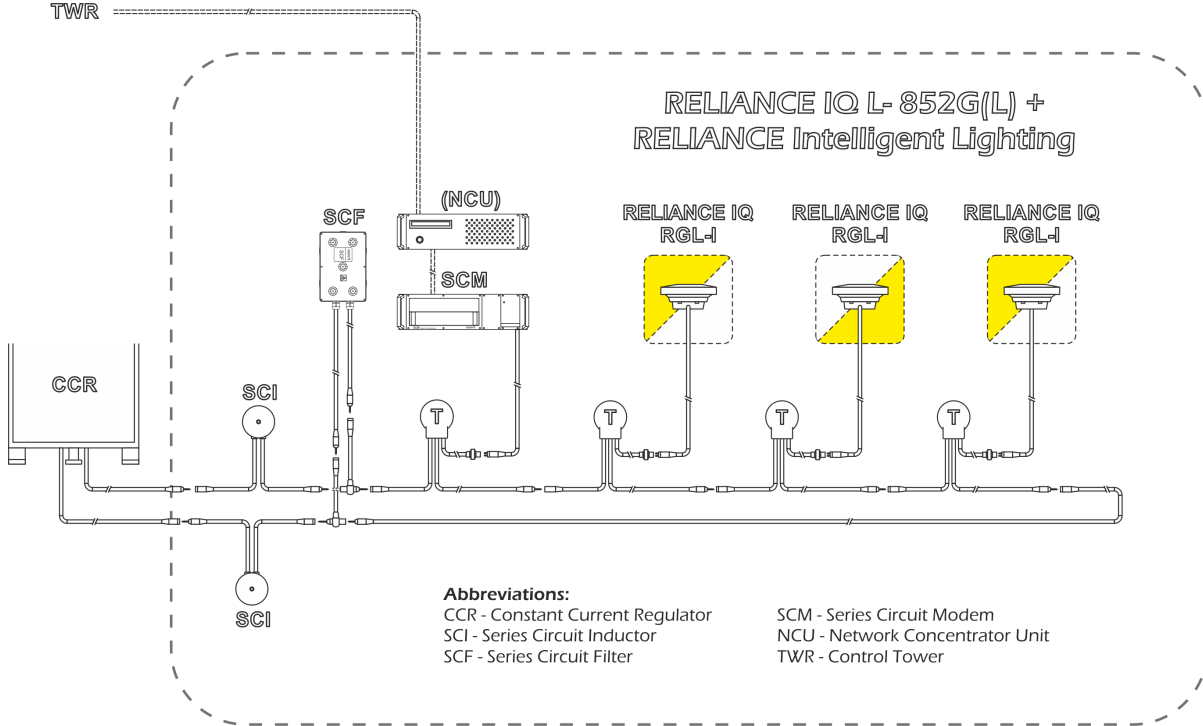 TWR
RELIANCE IQ L- 852G(L) +
RELIANCE Intelligent Lighting
SCF
(NCU)
SCM
RELIANCE IQ
RGL-I
RELIANCE IQ
RGL-I
RELIANCE IQ
RGL-I
CCR
SCI
T
T
T
T
SCI
Abbreviations:
CCR - Constant Current Regulator
SCI - Series Circuit Inductor
SCF - Series Circuit Filter
SCM - Series Circuit Modem
NCU - Network Concentrator Unit
TWR - Control Tower